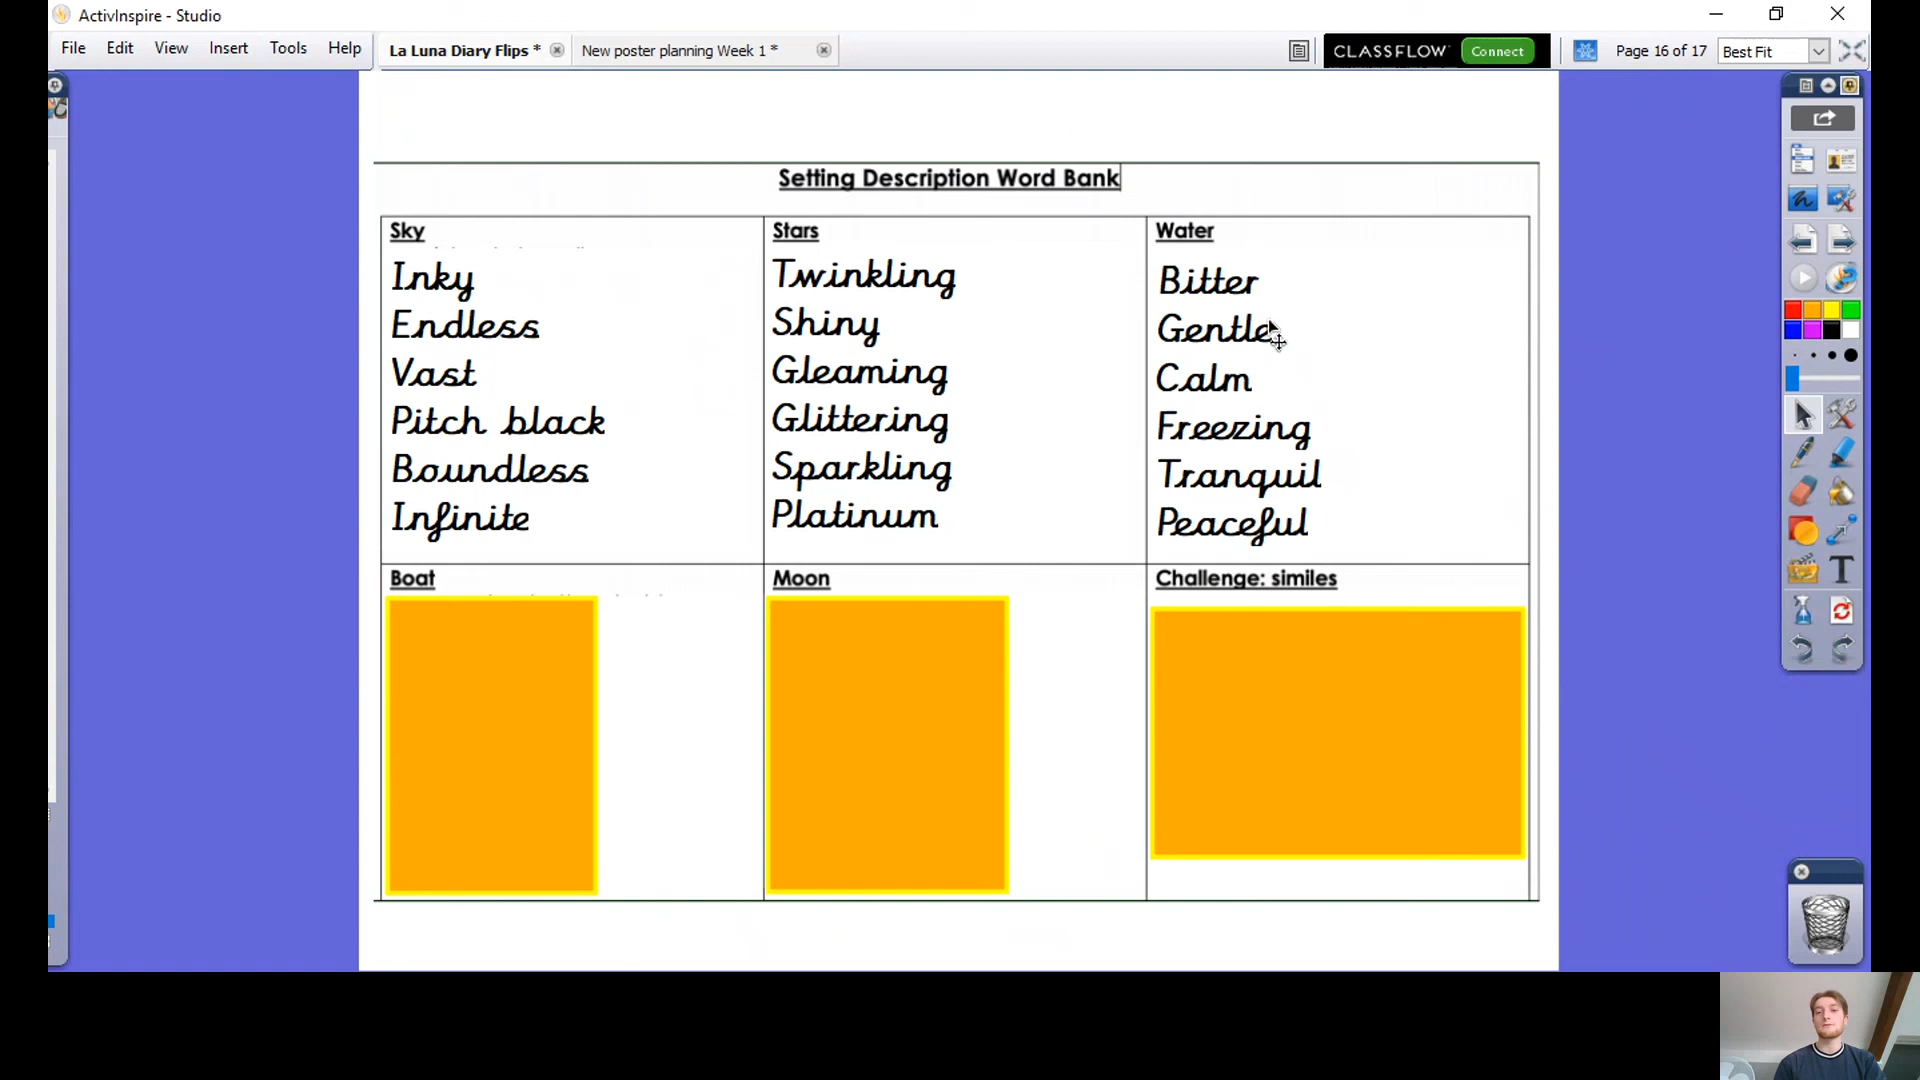 ActivInspire - Studio
File Edit View Insert Tools Help
La Luna Diary Flips *
New poster planning Week 1 *
CLASSFLOW Connect
Page 16 of 17
Best Fit
Setting Description Word Bank
Sky
Inky
Endless
Vast
Pitch black
Boundless
Infinite
Stars
Twinkling
Shiny
Gleaming
Glittering
Sparkling
Platinum
Water
Bitter
Gentle
Calm
Freezing
Tranquil
Peaceful
Boat
Moon
Challenge: similes